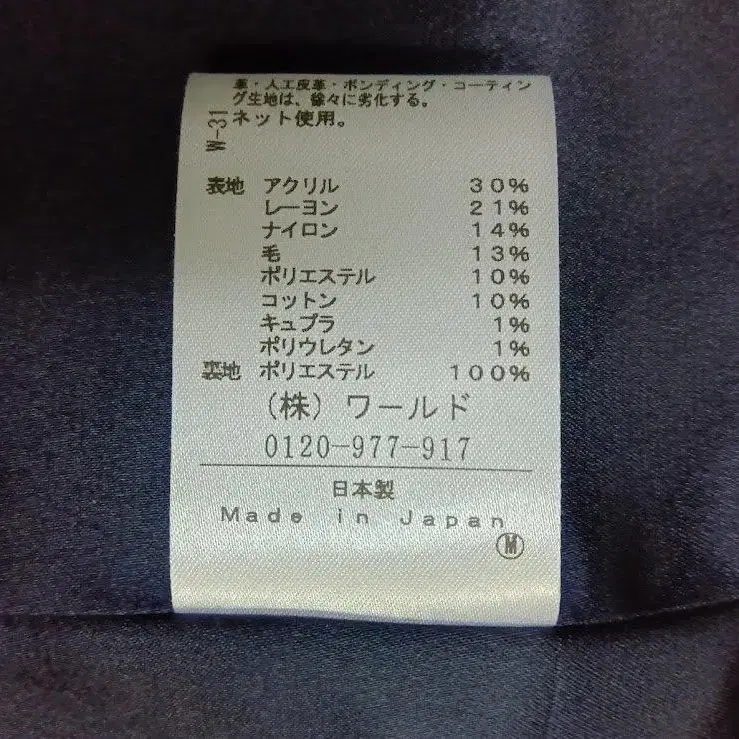 革・人工皮革・ボンディング・コーティン
グ生地は、徐々に劣化する。
ネット使用。
W-31
表地 アクリル 30%
レーヨン 21%
ナイロン 14%
毛 13%
ポリエステル 10%
コットン 10%
キュプラ 1%
ポリウレタン 1%
裏地 ポリエステル 100%
(株) ワールド
0120-977-917
日本製
Made in Japan
M